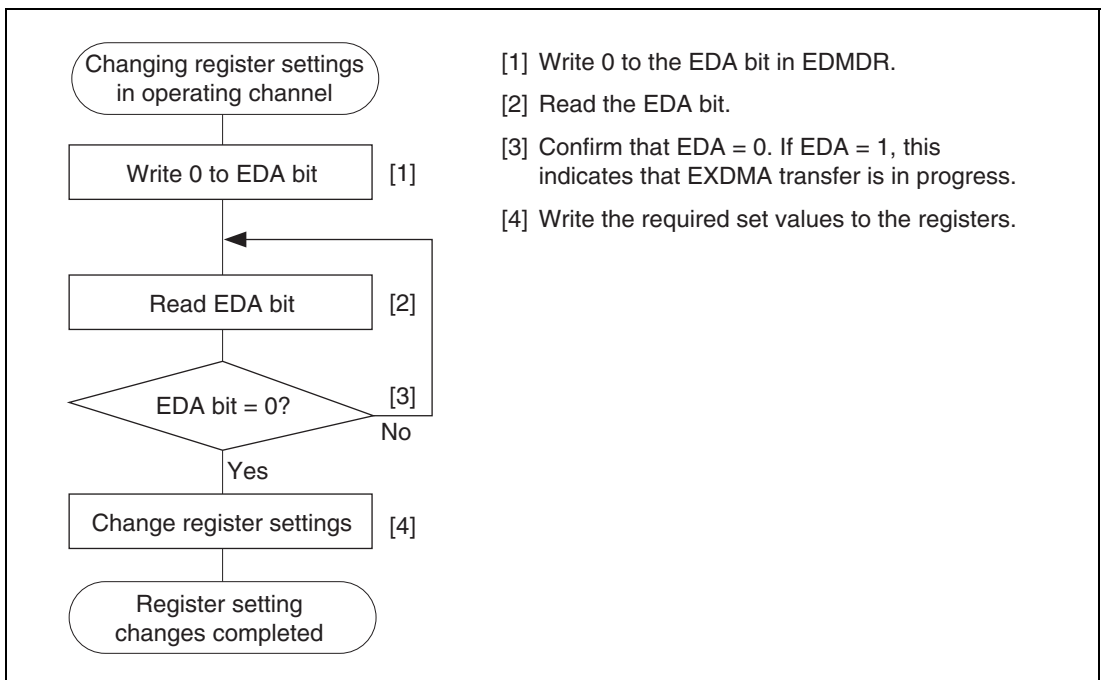 Changing register settings
in operating channel
Write 0 to EDA bit
[1]
Read EDA bit
[2]
EDA bit = 0?
[3]
No
Yes
Change register settings
[4]
Register setting
changes completed
[1] Write 0 to the EDA bit in EDMDR.
[2] Read the EDA bit.
[3] Confirm that EDA = 0. If EDA = 1, this
indicates that EXDMA transfer is in progress.
[4] Write the required set values to the registers.